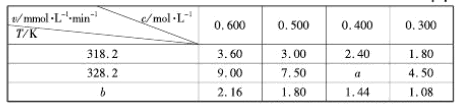 v/mmol·L⁻¹·min⁻¹ c/mol·L⁻¹ 0.600 0.500 0.400 0.300
T/K
318.2 3.60 3.00 2.40 1.80
328.2 9.00 7.50 a 4.50
b 2.16 1.80 1.44 1.08